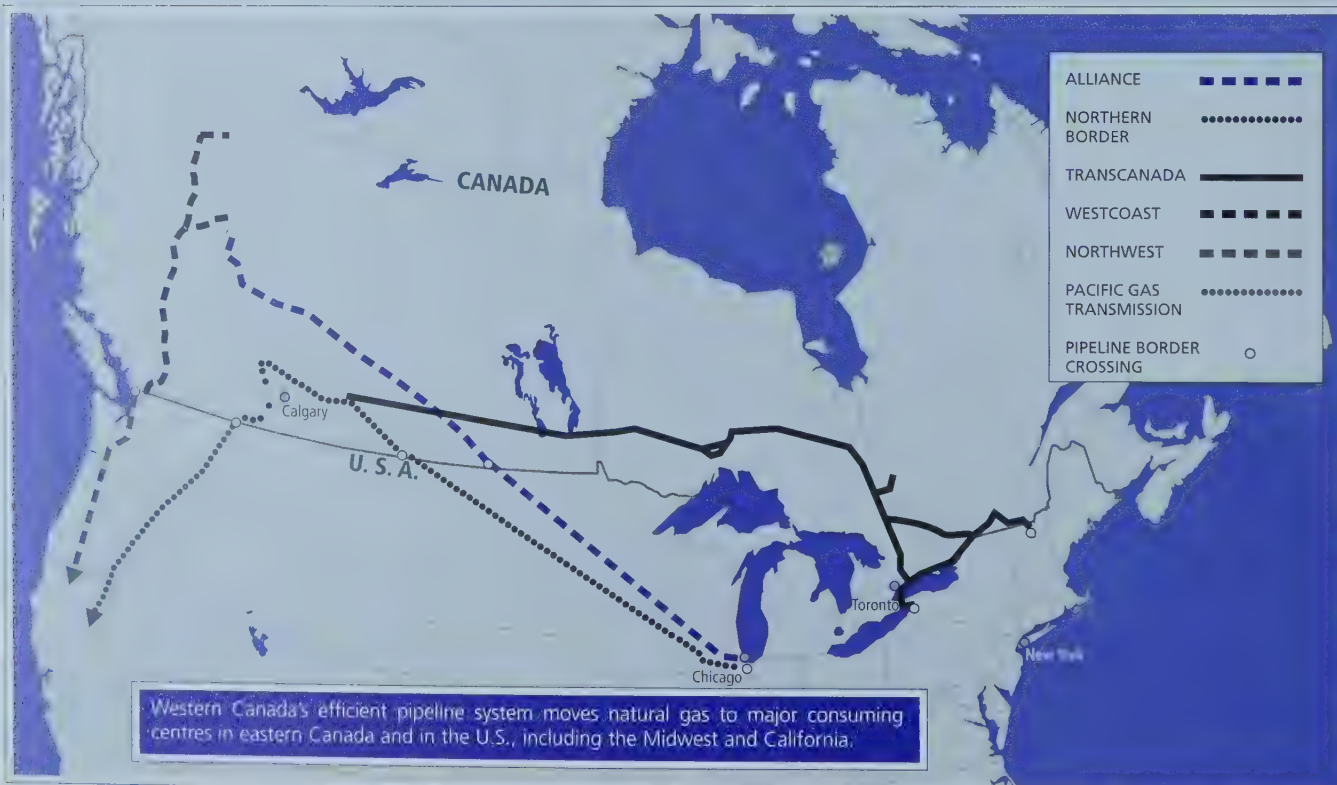 ALLIANCE
NORTHERN
BORDER
TRANSCANADA
WESTCOAST
NORTHWEST
PACIFIC GAS
TRANSMISSION
PIPELINE BORDER
CROSSING
CANADA
Calgary
U.S.A.
Toronto
New York
Chicago
Western Canada's efficient pipeline system moves natural gas to major consuming
centres in eastern Canada and in the U.S., including the Midwest and California.